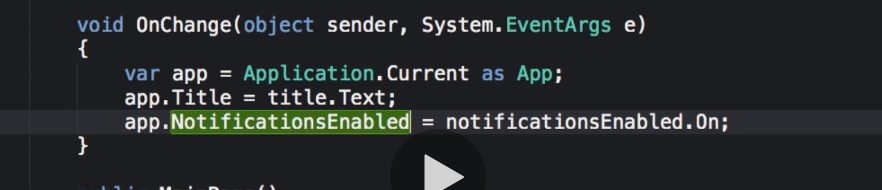 void OnChange(object sender, System.EventArgs e)
{
var app = Application.Current as App;
app.Title = title.Text;
app.NotificationsEnabled = notificationsEnabled.On;
}